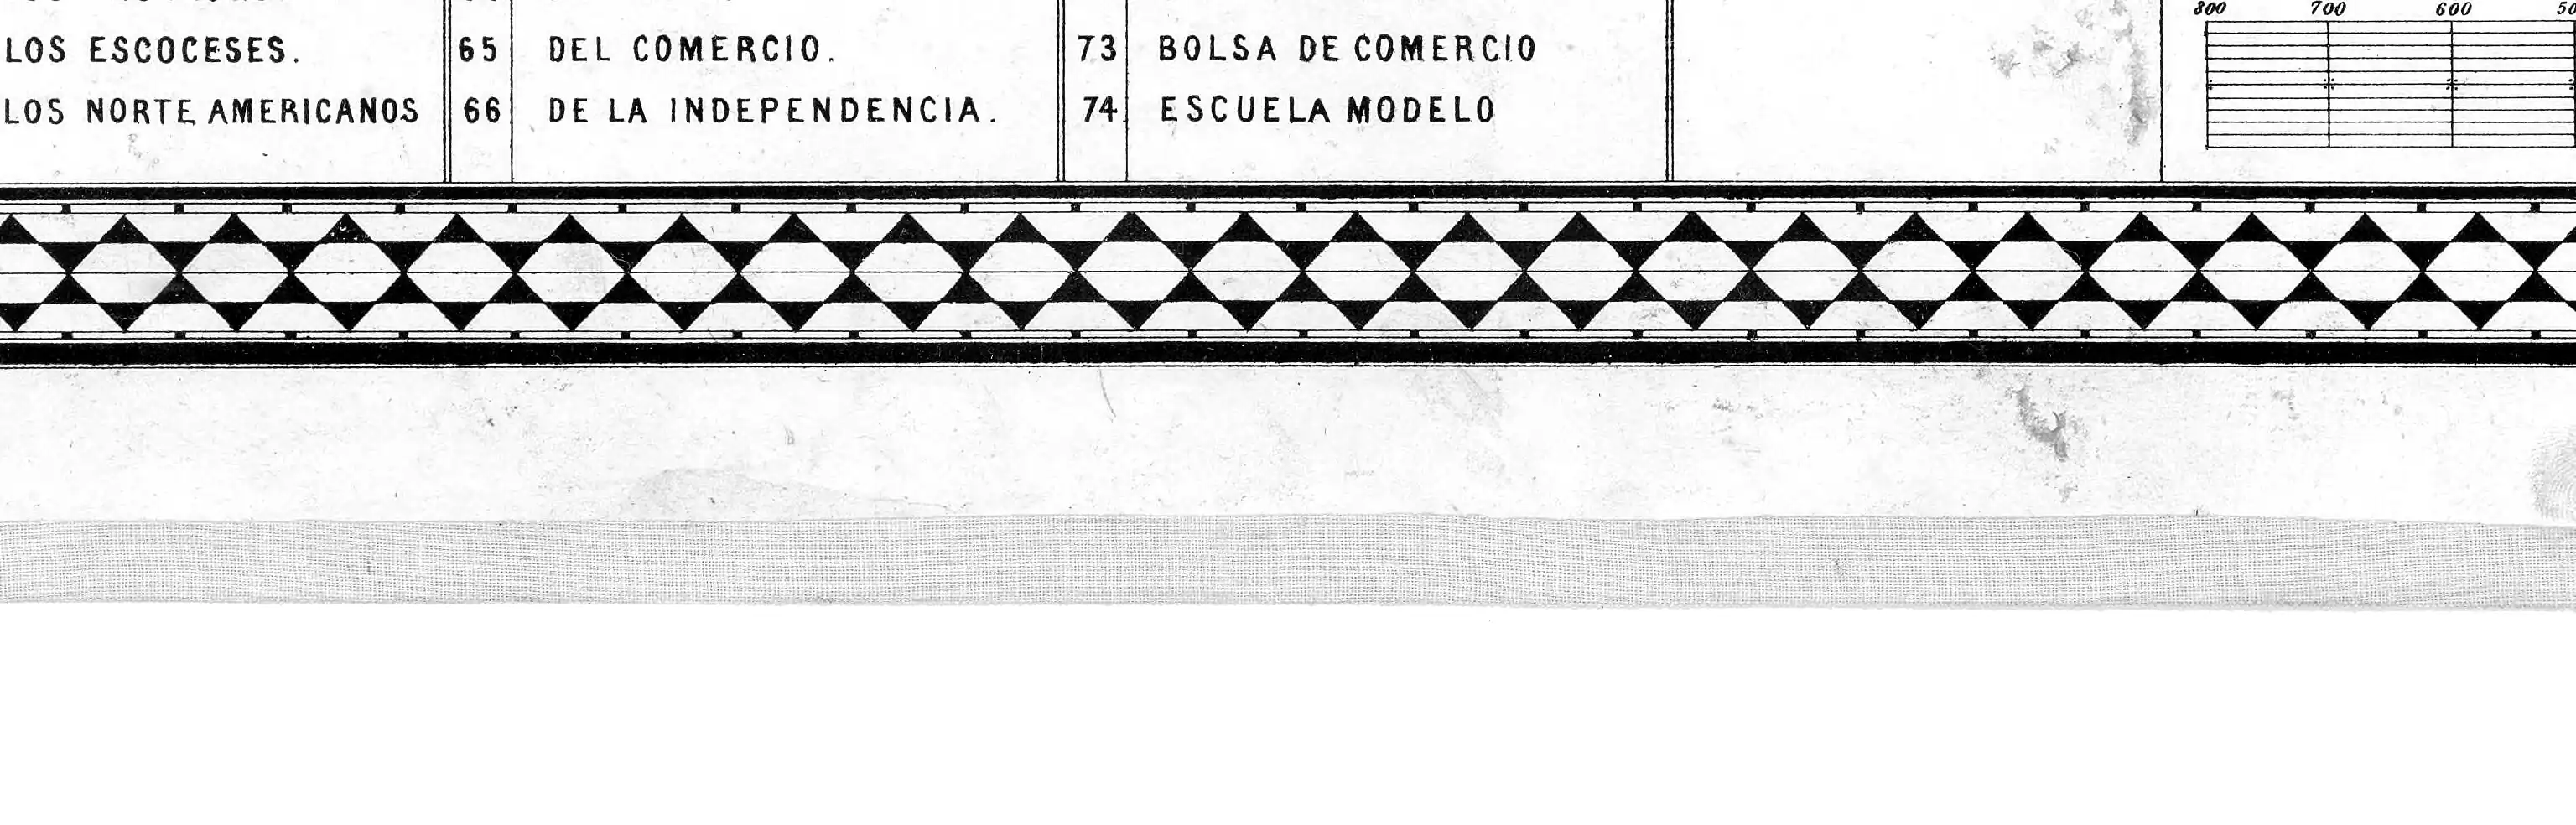 800 700 600
LOS ESCOCESES. 65 DEL COMERCIO. 73 BOLSA DE COMERCIO
LOS NORTE AMERICANOS 66 DE LA INDEPENDENCIA. 74 ESCUELA MODELO